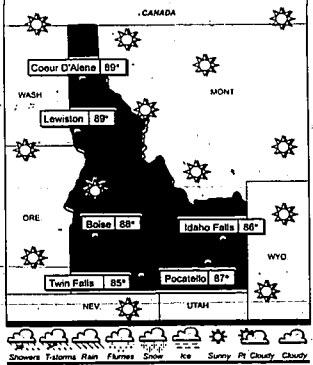 CANADA
Coeur D'Alene 89°
WASH
MONT
Lewiston 89°
ORE
Boise 88°
Idaho Falls 86°
WYO
Twin Falls 85°
Pocatello 87°
NEV
UTAH
Showers T-storms Rain Flurries Snow Ice Sunny Pt. Cloudy Cloudy